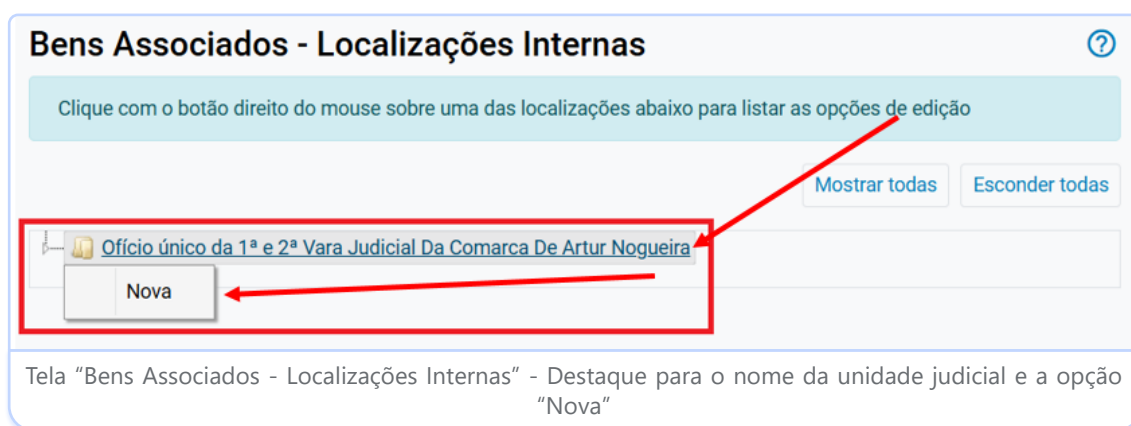 Bens Associados - Localizações Internas
Clique com o botão direito do mouse sobre uma das localizações abaixo para listar as opções de edição
Mostrar todas Esconder todas
Ofício único da 1ª e 2ª Vara Judicial Da Comarca De Artur Nogueira
Nova
Tela “Bens Associados - Localizações Internas” - Destaque para o nome da unidade judicial e a opção
“Nova”